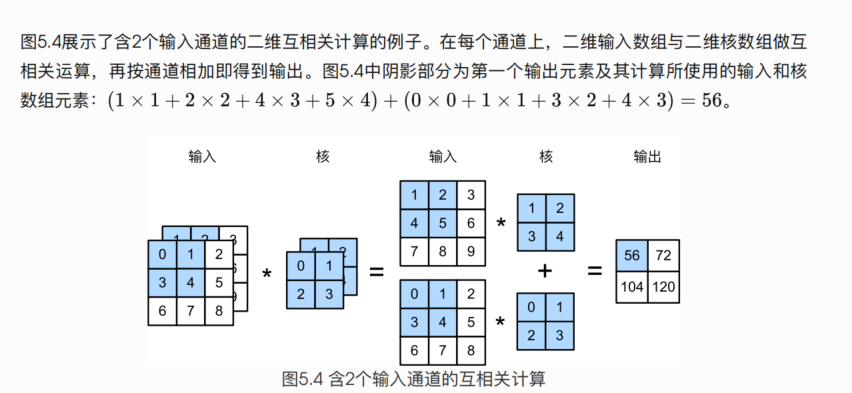 图5.4展示了含2个输入通道的二维互相关计算的例子。在每个通道上，二维输入数组与二维核数组做互
相关运算，再按通道相加即得到输出。图5.4中阴影部分为第一个输出元素及其计算所使用的输入和核
数组元素：(1 × 1 + 2 × 2 + 4 × 3 + 5 × 4) + (0 × 0 + 1 × 1 + 3 × 2 + 4 × 3) = 56。
输入 核 输入 核 输出
1 2 3
4 5 6
7 8 9
*
1 2
3 4
0 1 2
3 4 5
6 7 8
*
0 1
2 3
=
+
=
56 72
104 120
0 1 2
3 4 5
6 7 8
*
0 1
2 3
图5.4 含2个输入通道的互相关计算